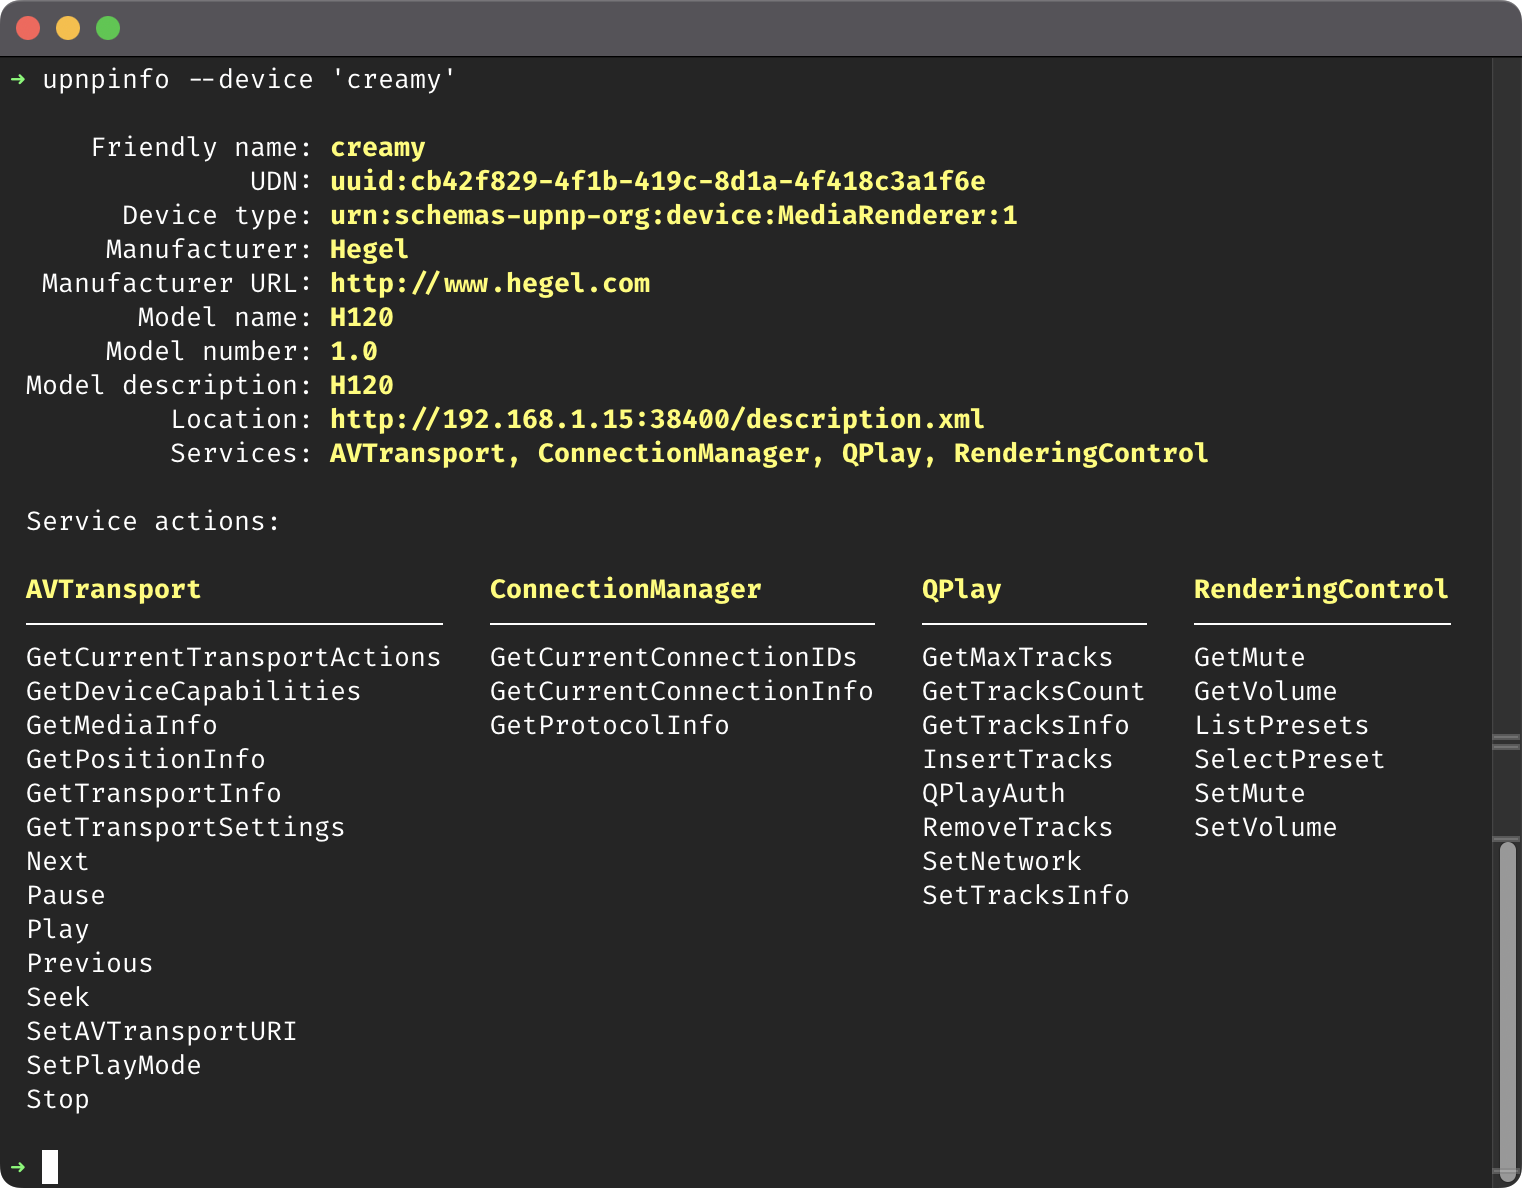 ➜ upnpinfo --device 'creamy'
Friendly name: creamy
UDN: uuid:cb42f829-4f1b-419c-8d1a-4f418c3a1f6e
Device type: urn:schemas-upnp-org:device:MediaRenderer:1
Manufacturer: Hegel
Manufacturer URL: http://www.hegel.com
Model name: H120
Model number: 1.0
Model description: H120
Location: http://192.168.1.15:38400/description.xml
Services: AVTransport, ConnectionManager, QPlay, RenderingControl
Service actions:
AVTransport ConnectionManager QPlay RenderingControl
GetCurrentTransportActions GetCurrentConnectionIDs GetMaxTracks GetMute
GetDeviceCapabilities GetCurrentConnectionInfo GetTracksCount GetVolume
GetMediaInfo GetProtocolInfo GetTracksInfo ListPresets
GetPositionInfo InsertTracks SelectPreset
GetTransportInfo QPlayAuth SetMute
GetTransportSettings RemoveTracks SetVolume
Next SetNetwork
Pause SetTracksInfo
Play
Previous
Seek
SetAVTransportURI
SetPlayMode
Stop
➜